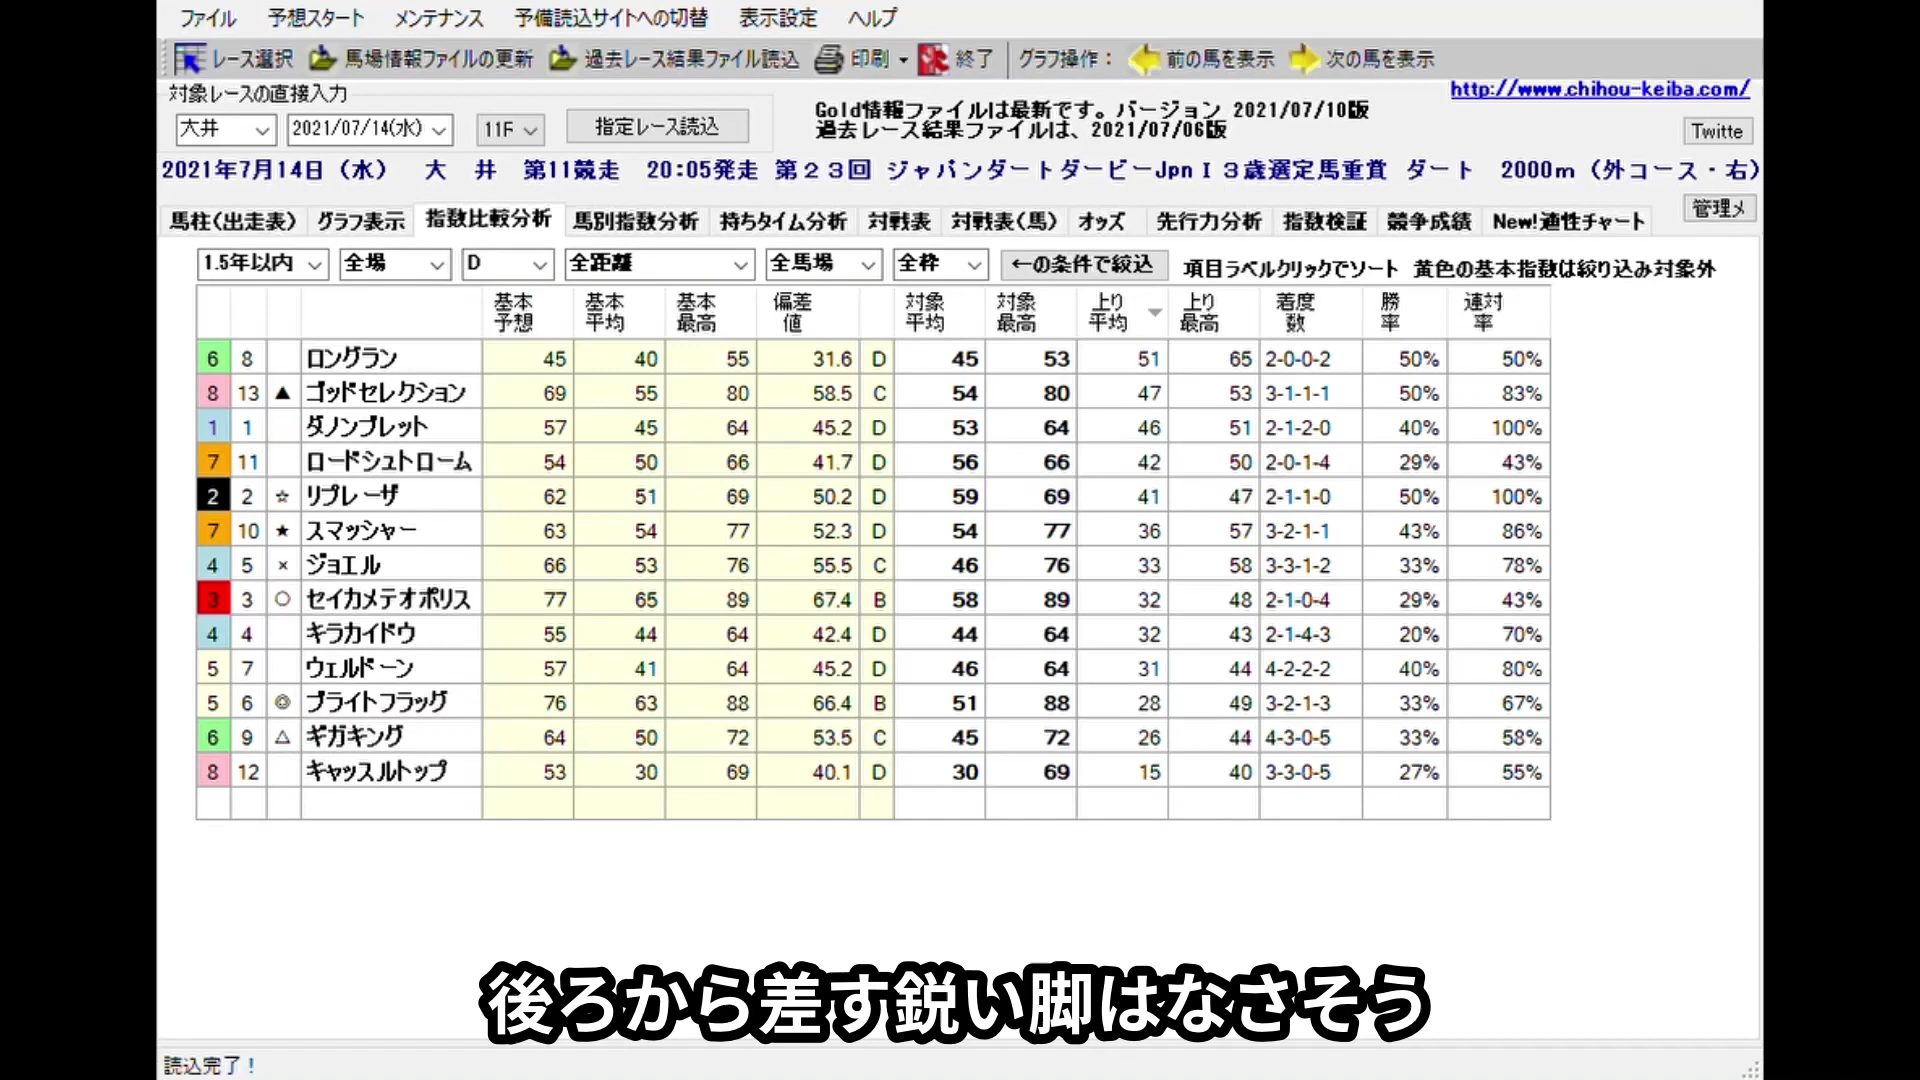 ファイル 予想スタート メンテナンス 予備読込サイトへの切替 表示設定 ヘルプ
レース選択 馬場情報ファイルの更新 過去レース結果ファイル読込 印刷 終了 グラフ操作： 前の馬を表示 次の馬を表示
対象レースの直接入力
http://www.chihou-keiba.com/
大井 2021/07/14(水) 11F 指定レース読込
Gold情報ファイルは最新です。バージョン 2021/07/10版
過去レース結果ファイルは、2021/07/06版
Twitte
2021年7月14日（水） 大 井 第11競走 20:05発走 第２３回 ジャパンダートダービーJpnⅠ３歳選定馬重賞 ダート 2000m（外コース・右）
管理メ
馬柱(出走表) グラフ表示 指数比較分析 馬別指数分析 持ちタイム分析 対戦表 対戦表(馬) オッズ 先行力分析 指数検証 競争成績 New!適性チャート
1.5年以内 全場 D 全距離 全馬場 全枠 ←の条件で絞込 項目ラベルクリックでソート 黄色の基本指数は絞り込み対象外
基本予想 基本平均 基本最高 偏差値 対象平均 対象最高 上り平均 上り最高 着度数 勝率 連対率
6 8 ロングラン 45 40 55 31.6 D 45 53 51 65 2-0-0-2 50% 50%
8 13 ▲ ゴッドセレクション 69 55 80 58.5 C 54 80 47 53 3-1-1-1 50% 83%
1 1 ダノンブレット 57 45 64 45.2 D 53 64 46 51 2-1-2-0 40% 100%
7 11 ロードシュトローム 54 50 66 41.7 D 56 66 42 50 2-0-1-4 29% 43%
2 2 ☆ リプレーザ 62 51 69 50.2 D 59 69 41 47 2-1-1-0 50% 100%
7 10 ★ スマッシャー 63 54 77 52.3 D 54 77 36 57 3-2-1-1 43% 86%
4 5 × ジョエル 66 53 76 55.5 C 46 76 33 58 3-3-1-2 33% 78%
3 3 ○ セイカメテオポリス 77 65 89 67.4 B 58 89 32 48 2-1-0-4 29% 43%
4 4 キラカイドウ 55 44 64 42.4 D 44 64 32 43 2-1-4-3 20% 70%
5 7 ウェルドーン 57 41 64 45.2 D 46 64 31 44 4-2-2-2 40% 80%
5 6 ◎ ブライトフラッグ 76 63 88 66.4 B 51 88 28 49 3-2-1-3 33% 67%
6 9 △ ギガキング 64 50 72 53.5 C 45 72 26 44 4-3-0-5 33% 58%
8 12 キャッスルトップ 53 30 69 40.1 D 30 69 15 40 3-3-0-5 27% 55%
後ろから差す鋭い脚はなさそう
読込完了！